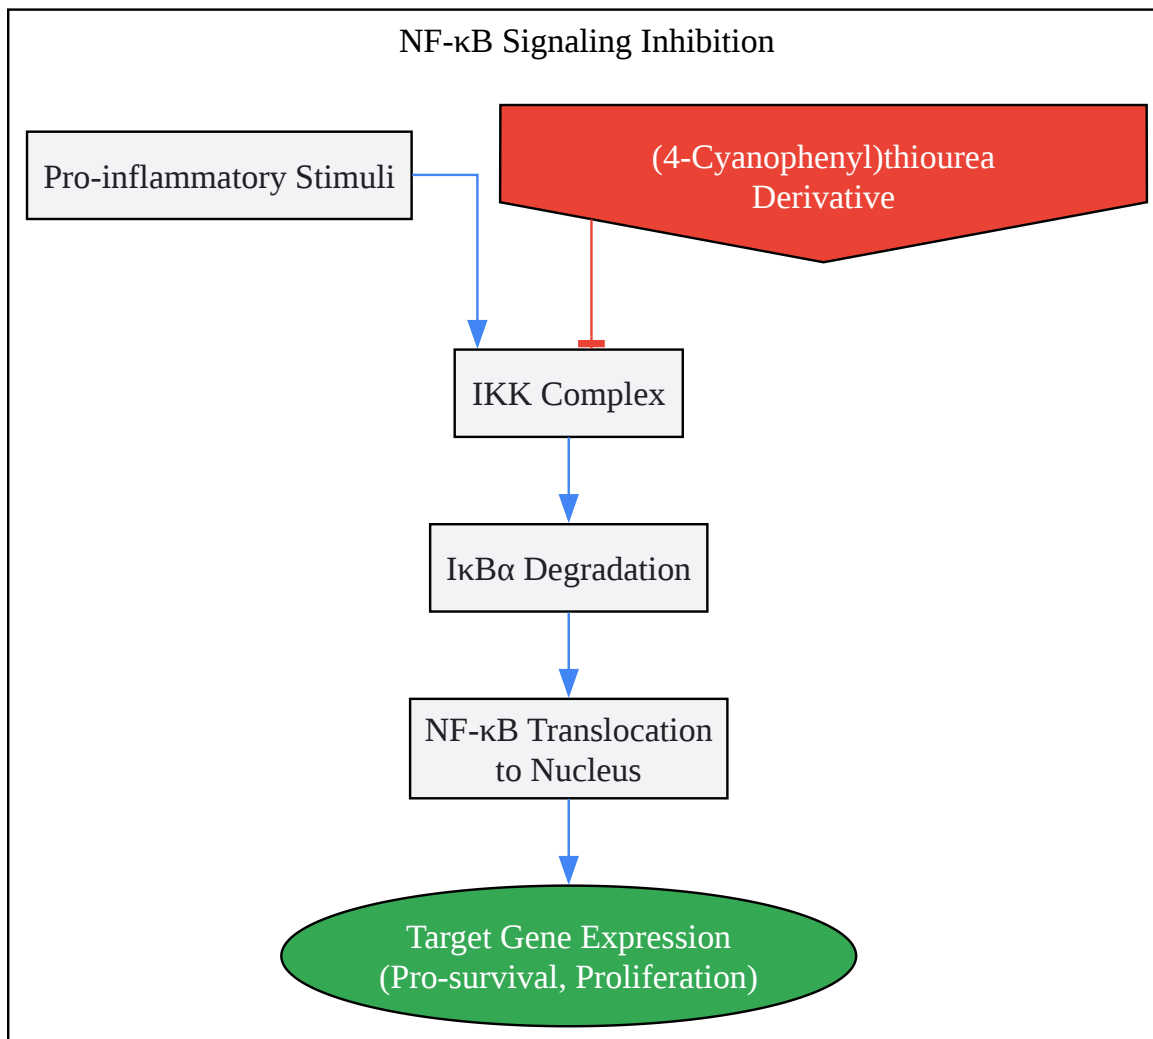 NF-κB Signaling Inhibition
Pro-inflammatory Stimuli
(4-Cyanophenyl)thiourea
Derivative
IKK Complex
IκBα Degradation
NF-κB Translocation
to Nucleus
Target Gene Expression
(Pro-survival, Proliferation)